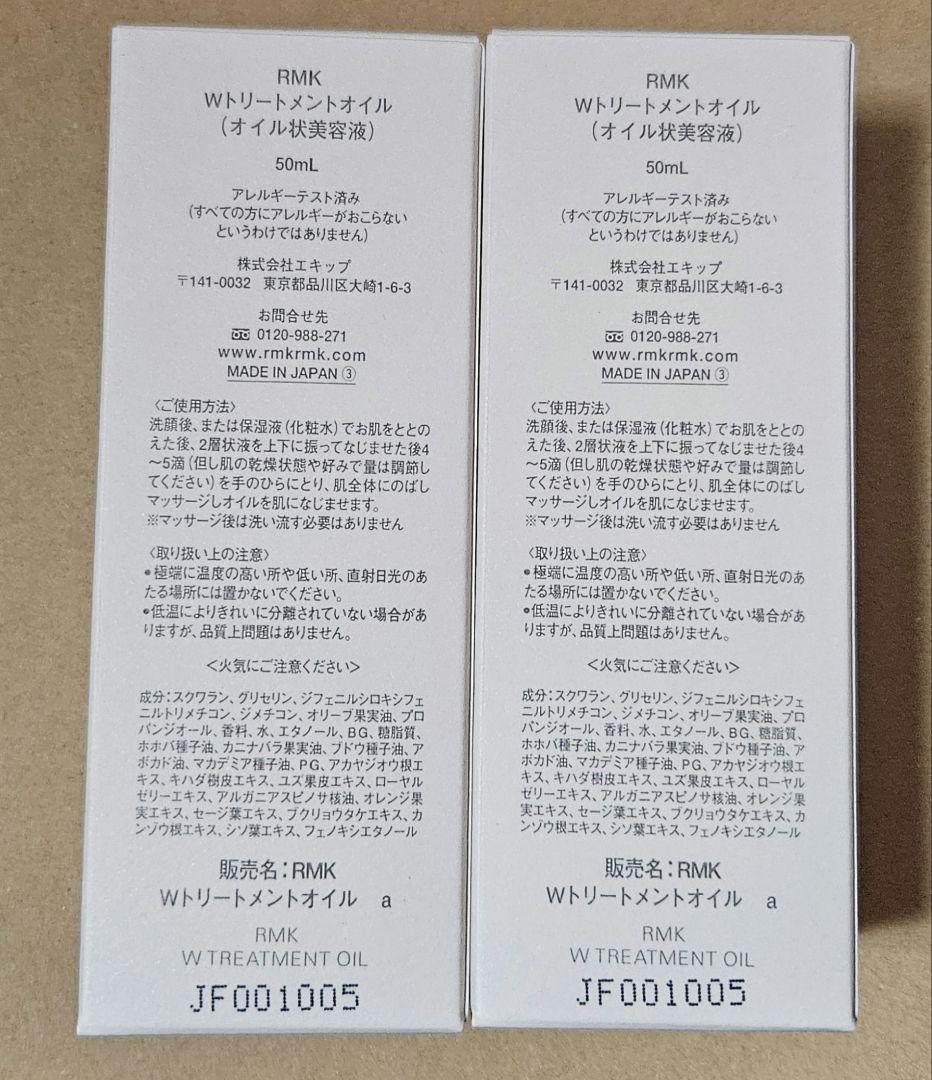 RMK
Wトリートメントオイル
(オイル状美容液)
50mL
アレルギーテスト済み
(すべての方にアレルギーがおこらない
というわけではありません)
株式会社エキップ
〒141-0032 東京都品川区大崎1-6-3
お問合せ先
0120-988-271
www.rmkrmk.com
MADE IN JAPAN ③
〈ご使用方法〉
洗顔後、または保湿液(化粧水)でお肌をととの
えた後、2層状液を上下に振ってなじませた後4
～5滴(但し肌の乾燥状態や好みで量は調節し
てください)を手のひらにとり、肌全体にのばし
マッサージしオイルを肌になじませます。
※マッサージ後は洗い流す必要はありません
〈取り扱い上の注意〉
●極端に温度の高い所や低い所、直射日光のあ
たる場所には置かないでください。
●低温によりきれいに分離されていない場合があ
りますが、品質上問題はありません。
＜火気にご注意ください＞
成分:スクワラン、グリセリン、ジフェニルシロキシフェ
ニルトリメチコン、ジメチコン、オリーブ果実油、プロ
パンジオール、香料、水、エタノール、BG、糖脂質、
ホホバ種子油、カニナバラ果実油、ブドウ種子油、ア
ボカド油、マカデミア種子油、PG、アカヤジオウ根エ
キス、キハダ樹皮エキス、ユズ果皮エキス、ローヤル
ゼリーエキス、アルガニアスピノサ核油、オレンジ果
実エキス、セージ葉エキス、ブクリョウタケエキス、カ
ンゾウ根エキス、シソ葉エキス、フェノキシエタノール
販売名:RMK
Wトリートメントオイル a
RMK
W TREATMENT OIL
JF001005
RMK
Wトリートメントオイル
(オイル状美容液)
50mL
アレルギーテスト済み
(すべての方にアレルギーがおこらない
というわけではありません)
株式会社エキップ
〒141-0032 東京都品川区大崎1-6-3
お問合せ先
0120-988-271
www.rmkrmk.com
MADE IN JAPAN ③
〈ご使用方法〉
洗顔後、または保湿液(化粧水)でお肌をととの
えた後、2層状液を上下に振ってなじませた後4
～5滴(但し肌の乾燥状態や好みで量は調節し
てください)を手のひらにとり、肌全体にのばし
マッサージしオイルを肌になじませます。
※マッサージ後は洗い流す必要はありません
〈取り扱い上の注意〉
●極端に温度の高い所や低い所、直射日光のあ
たる場所には置かないでください。
●低温によりきれいに分離されていない場合があ
りますが、品質上問題はありません。
＜火気にご注意ください＞
成分:スクワラン、グリセリン、ジフェニルシロキシフェ
ニルトリメチコン、ジメチコン、オリーブ果実油、プロ
パンジオール、香料、水、エタノール、BG、糖脂質、
ホホバ種子油、カニナバラ果実油、ブドウ種子油、ア
ボカド油、マカデミア種子油、PG、アカヤジオウ根エ
キス、キハダ樹皮エキス、ユズ果皮エキス、ローヤル
ゼリーエキス、アルガニアスピノサ核油、オレンジ果
実エキス、セージ葉エキス、ブクリョウタケエキス、カ
ンゾウ根エキス、シソ葉エキス、フェノキシエタノール
販売名:RMK
Wトリートメントオイル a
RMK
W TREATMENT OIL
JF001005